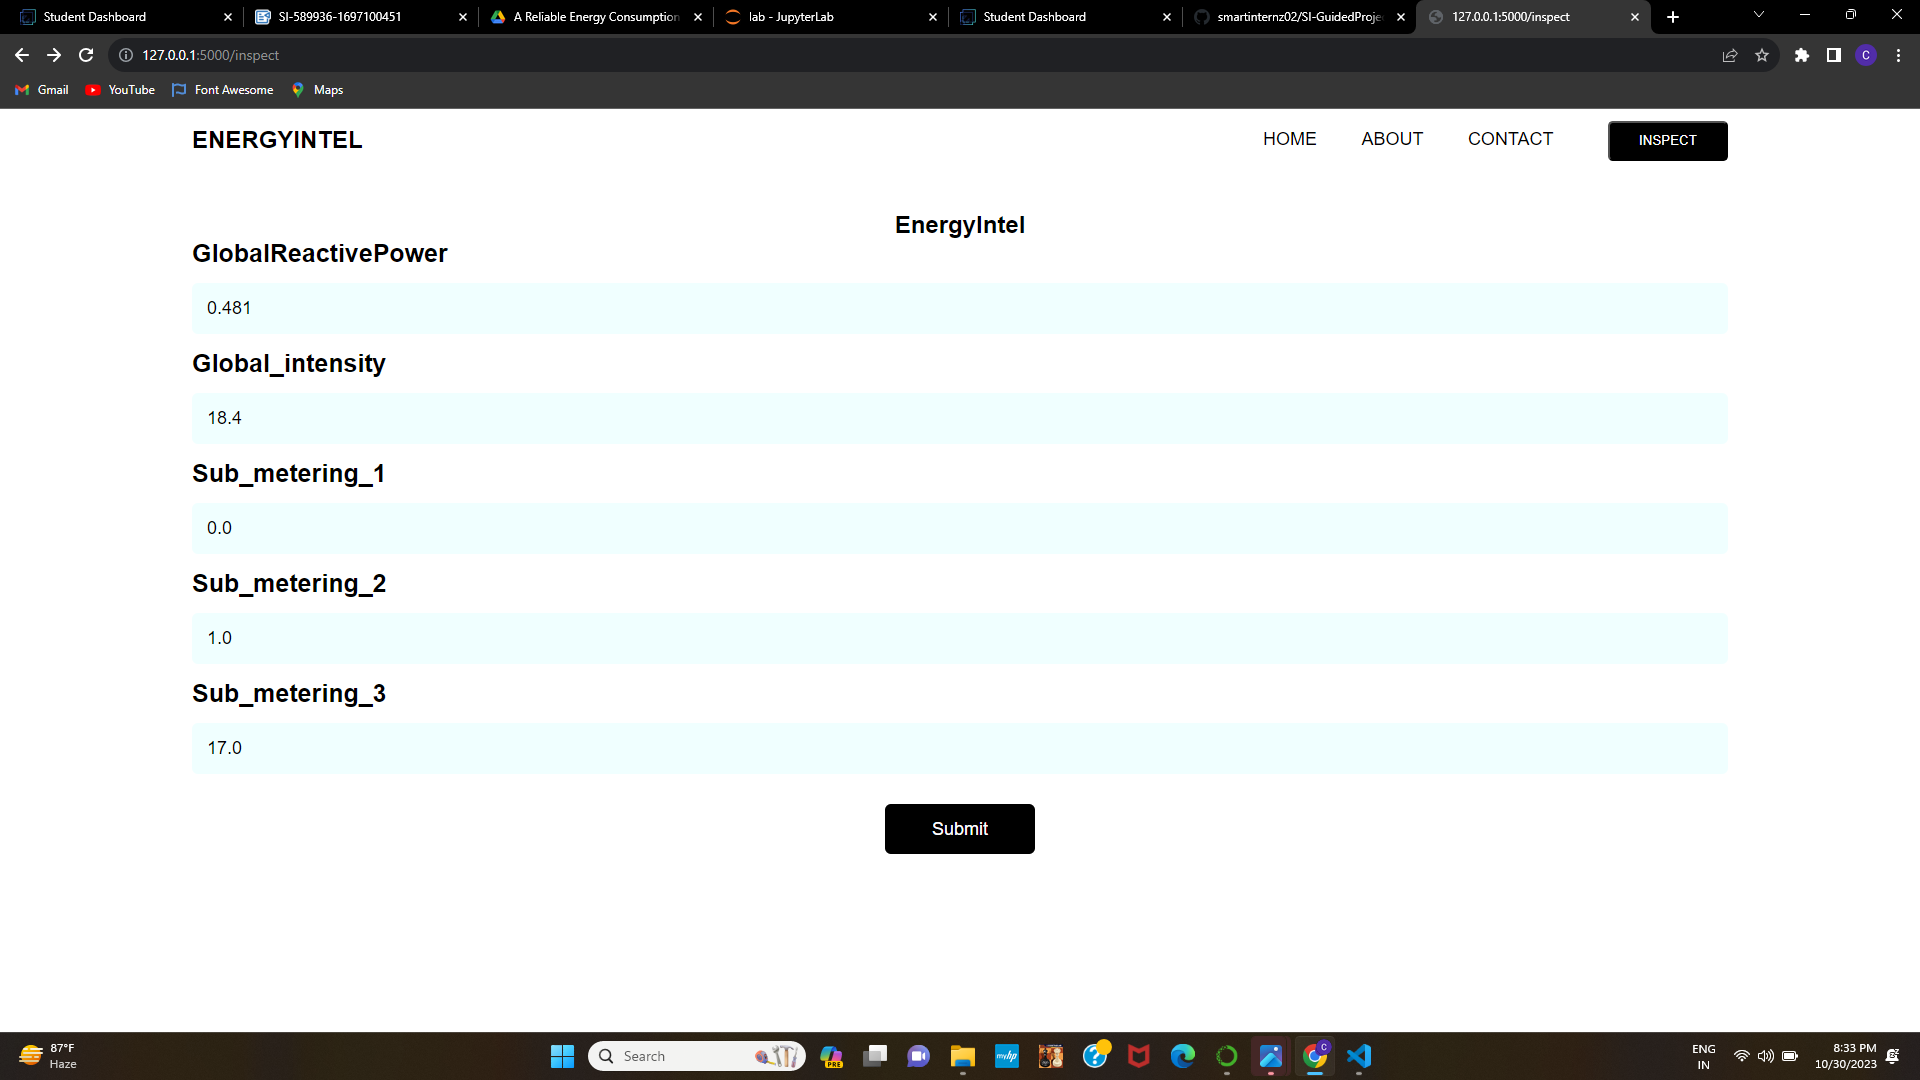 Student Dashboard
SI-589936-1697100451
A Reliable Energy Consumption
lab - JupyterLab
Student Dashboard
smartinternz02/SI-GuidedProje
127.0.0.1:5000/inspect
127.0.0.1:5000/inspect
C
Gmail
YouTube
Font Awesome
Maps
ENERGYINTEL
HOME
ABOUT
CONTACT
INSPECT
EnergyIntel
GlobalReactivePower
0.481
Global_intensity
18.4
Sub_metering_1
0.0
Sub_metering_2
1.0
Sub_metering_3
17.0
Submit
87°F
Haze
Search
PRE
myhp
C
ENG
IN
8:33 PM
10/30/2023